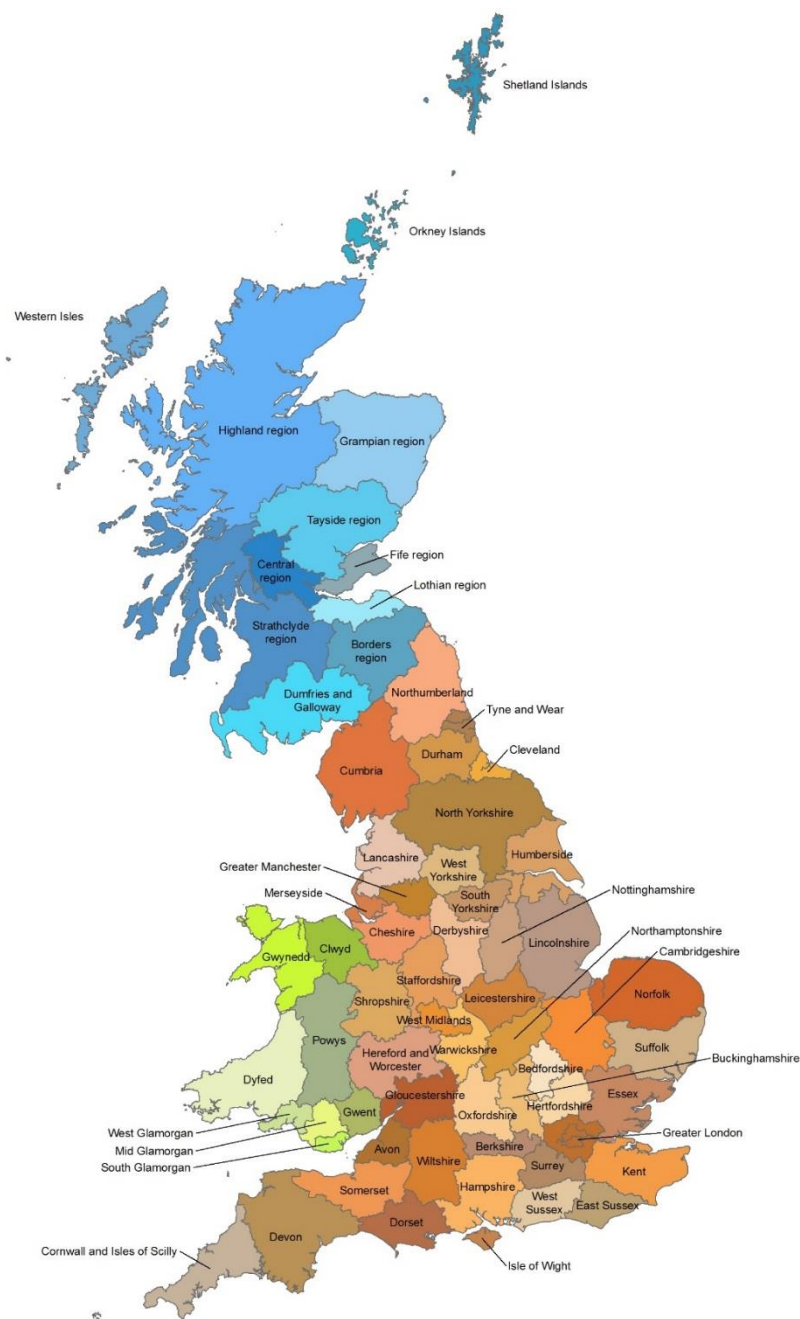 Shetland Islands
Orkney Islands
Western Isles
Highland region
Grampian region
Tayside region
Fife region
Central
region
Lothian region
Strathclyde
region
Borders
region
Northumberland
Dumfries and
Galloway
Tyne and Wear
Durham
Cleveland
Cumbria
North Yorkshire
Lancashire
Humberside
West
Yorkshire
Greater Manchester
Merseyside
South
Yorkshire
Nottinghamshire
Cheshire
Derbyshire
Lincolnshire
Northamptonshire
Cambridgeshire
Clwyd
Gwynedd
Staffordshire
Shropshire
Leicestershire
Norfolk
West Midlands
Powys
Hereford and
Worcester
Warwickshire
Suffolk
Bedfordshire
Buckinghamshire
Dyfed
Gloucestershire
Gwent
Oxfordshire
Hertfordshire
Essex
West Glamorgan
Mid Glamorgan
South Glamorgan
Avon
Wiltshire
Berkshire
Greater London
Surrey
Kent
Somerset
Hampshire
West
Sussex
East Sussex
Dorset
Devon
Cornwall and Isles of Scilly
Isle of Wight